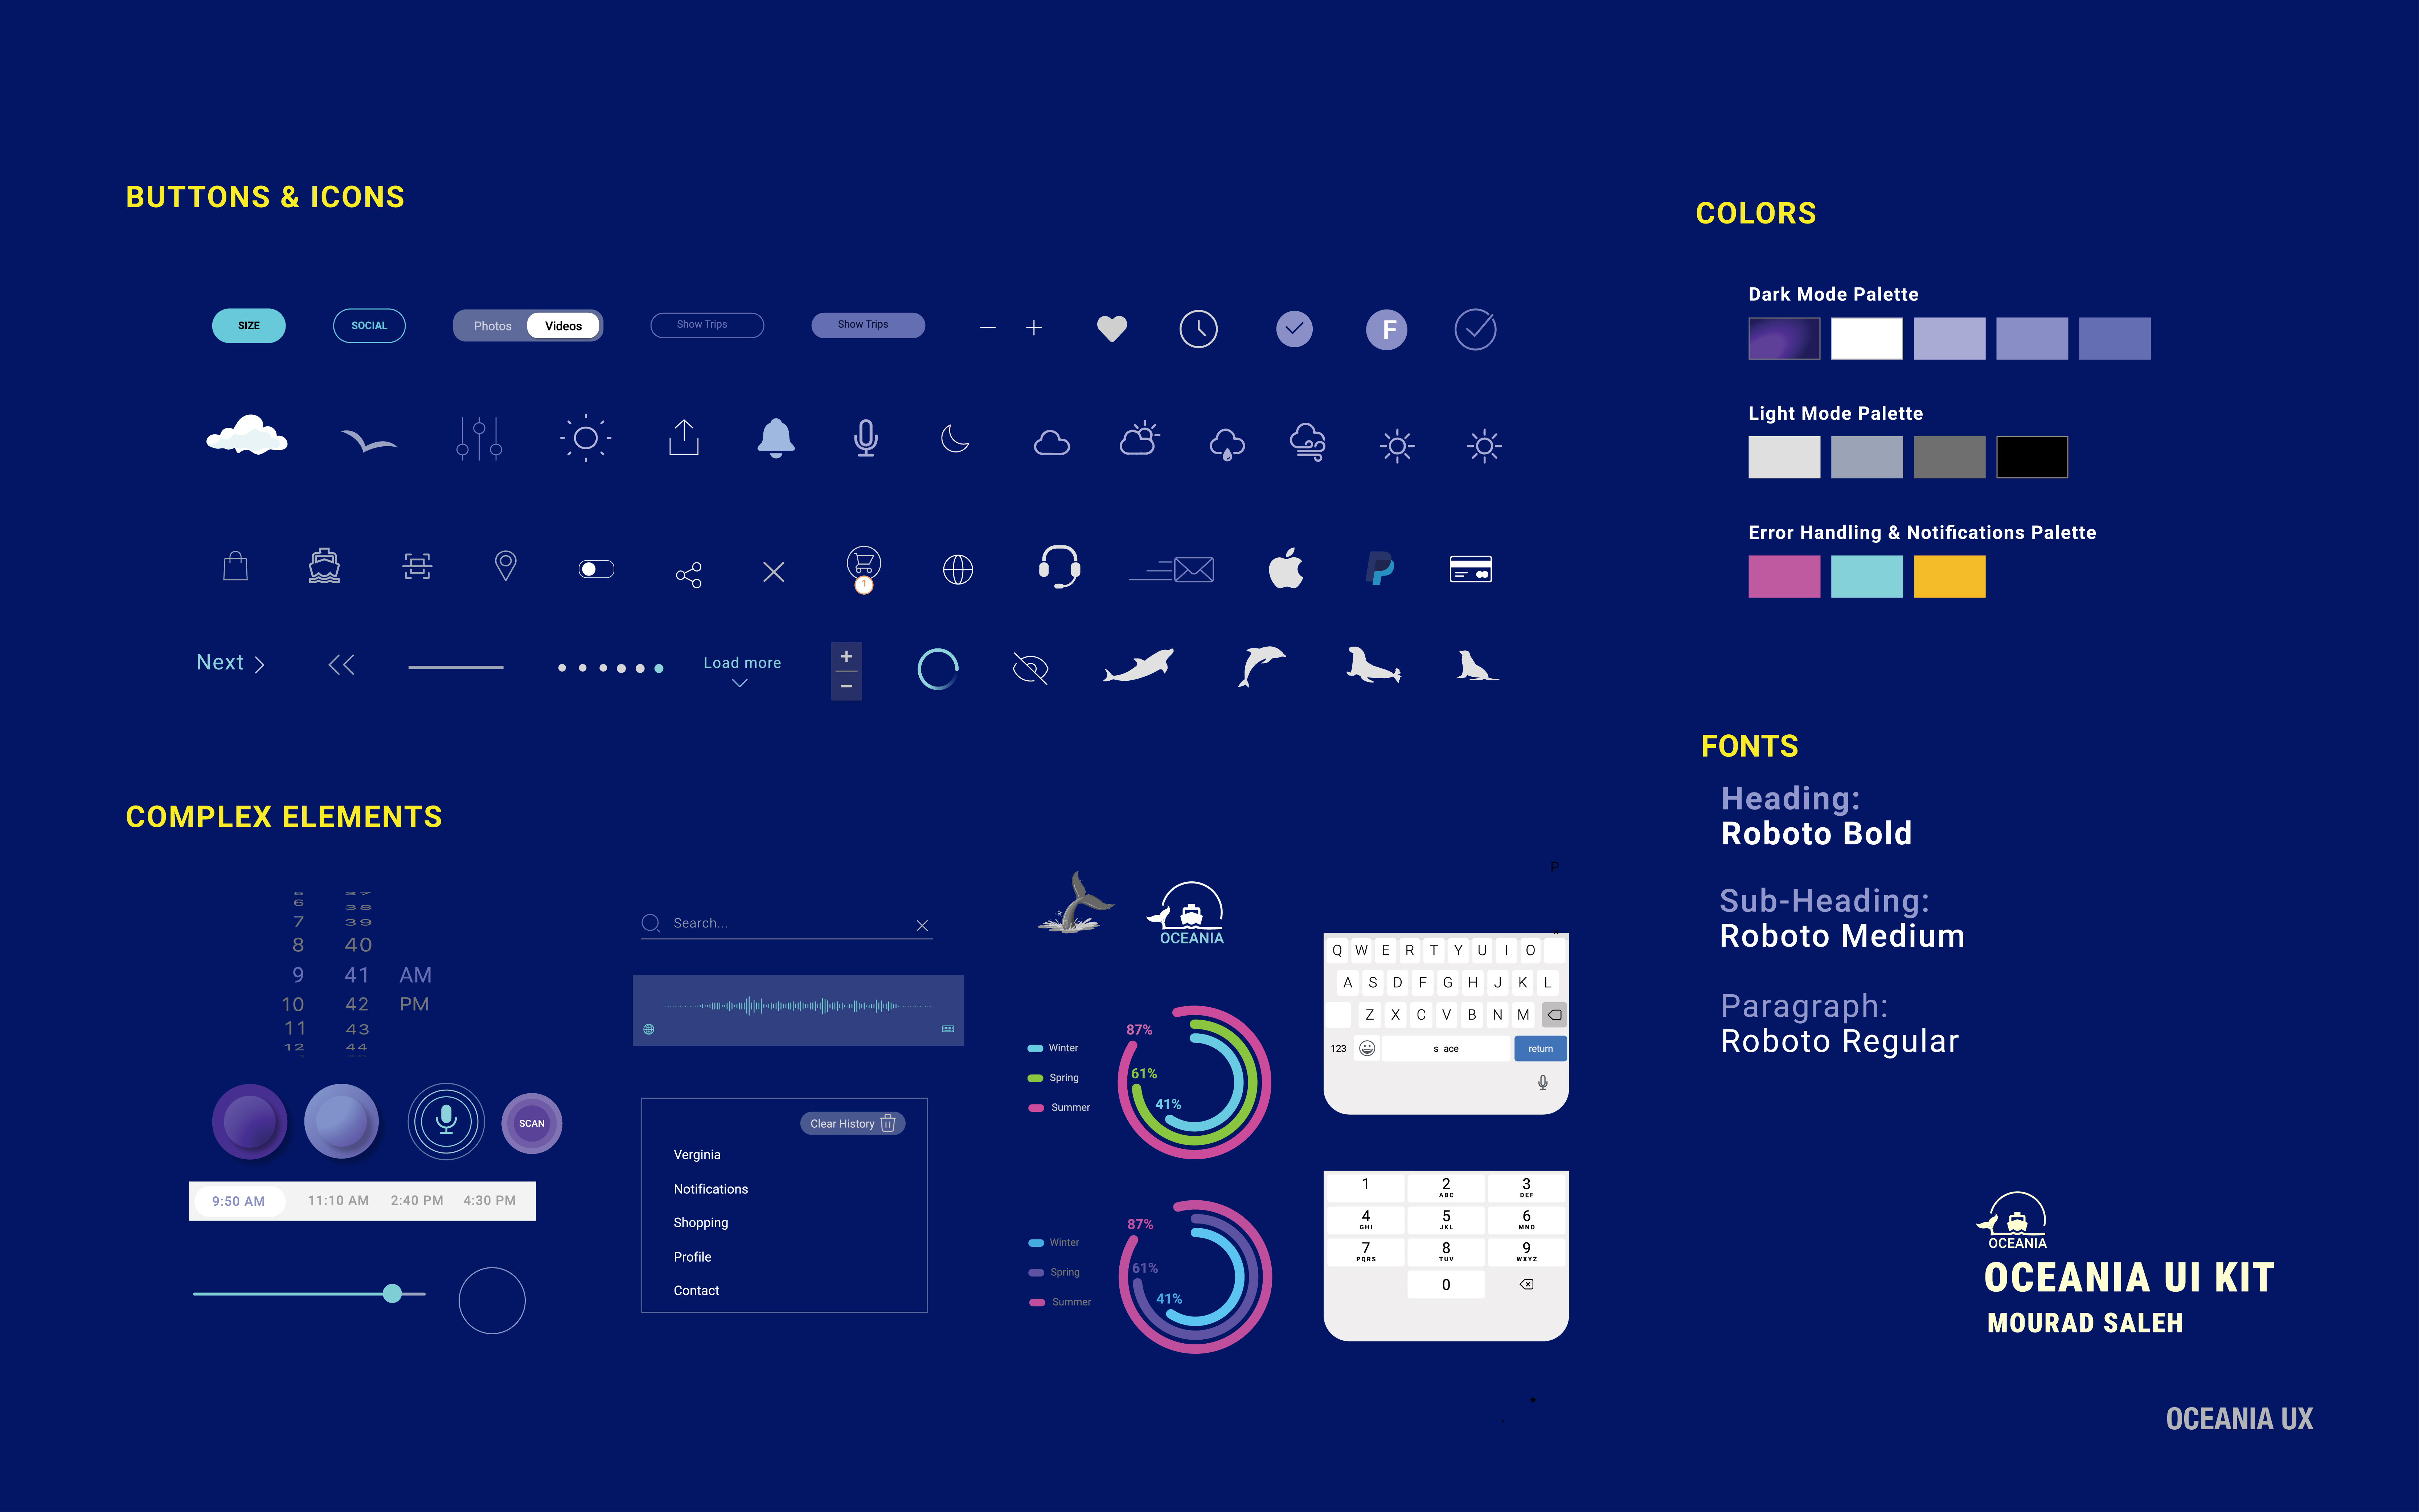 BUTTONS & ICONS
SIZE
SOCIAL
Photos Videos
Show Trips
Show Trips
F
1
Next
Load more
COMPLEX ELEMENTS
6 38
7 39
8 40
9 41 AM
10 42 PM
11 43
12 44
SCAN
9:50 AM 11:10 AM 2:40 PM 4:30 PM
Search...
Clear History
Verginia
Notifications
Shopping
Profile
Contact
OCEANIA
87%
61%
41%
Winter
Spring
Summer
87%
61%
41%
Winter
Spring
Summer
P
Q W E R T Y U I O
A S D F G H J K L
Z X C V B N M
123 s ace return
1 2 3
ABC DEF
4 5 6
GHI JKL MNO
7 8 9
PQRS TUV WXYZ
0
COLORS
Dark Mode Palette
Light Mode Palette
Error Handling & Notifications Palette
FONTS
Heading:
Roboto Bold
Sub-Heading:
Roboto Medium
Paragraph:
Roboto Regular
OCEANIA
OCEANIA UI KIT
MOURAD SALEH
OCEANIA UX